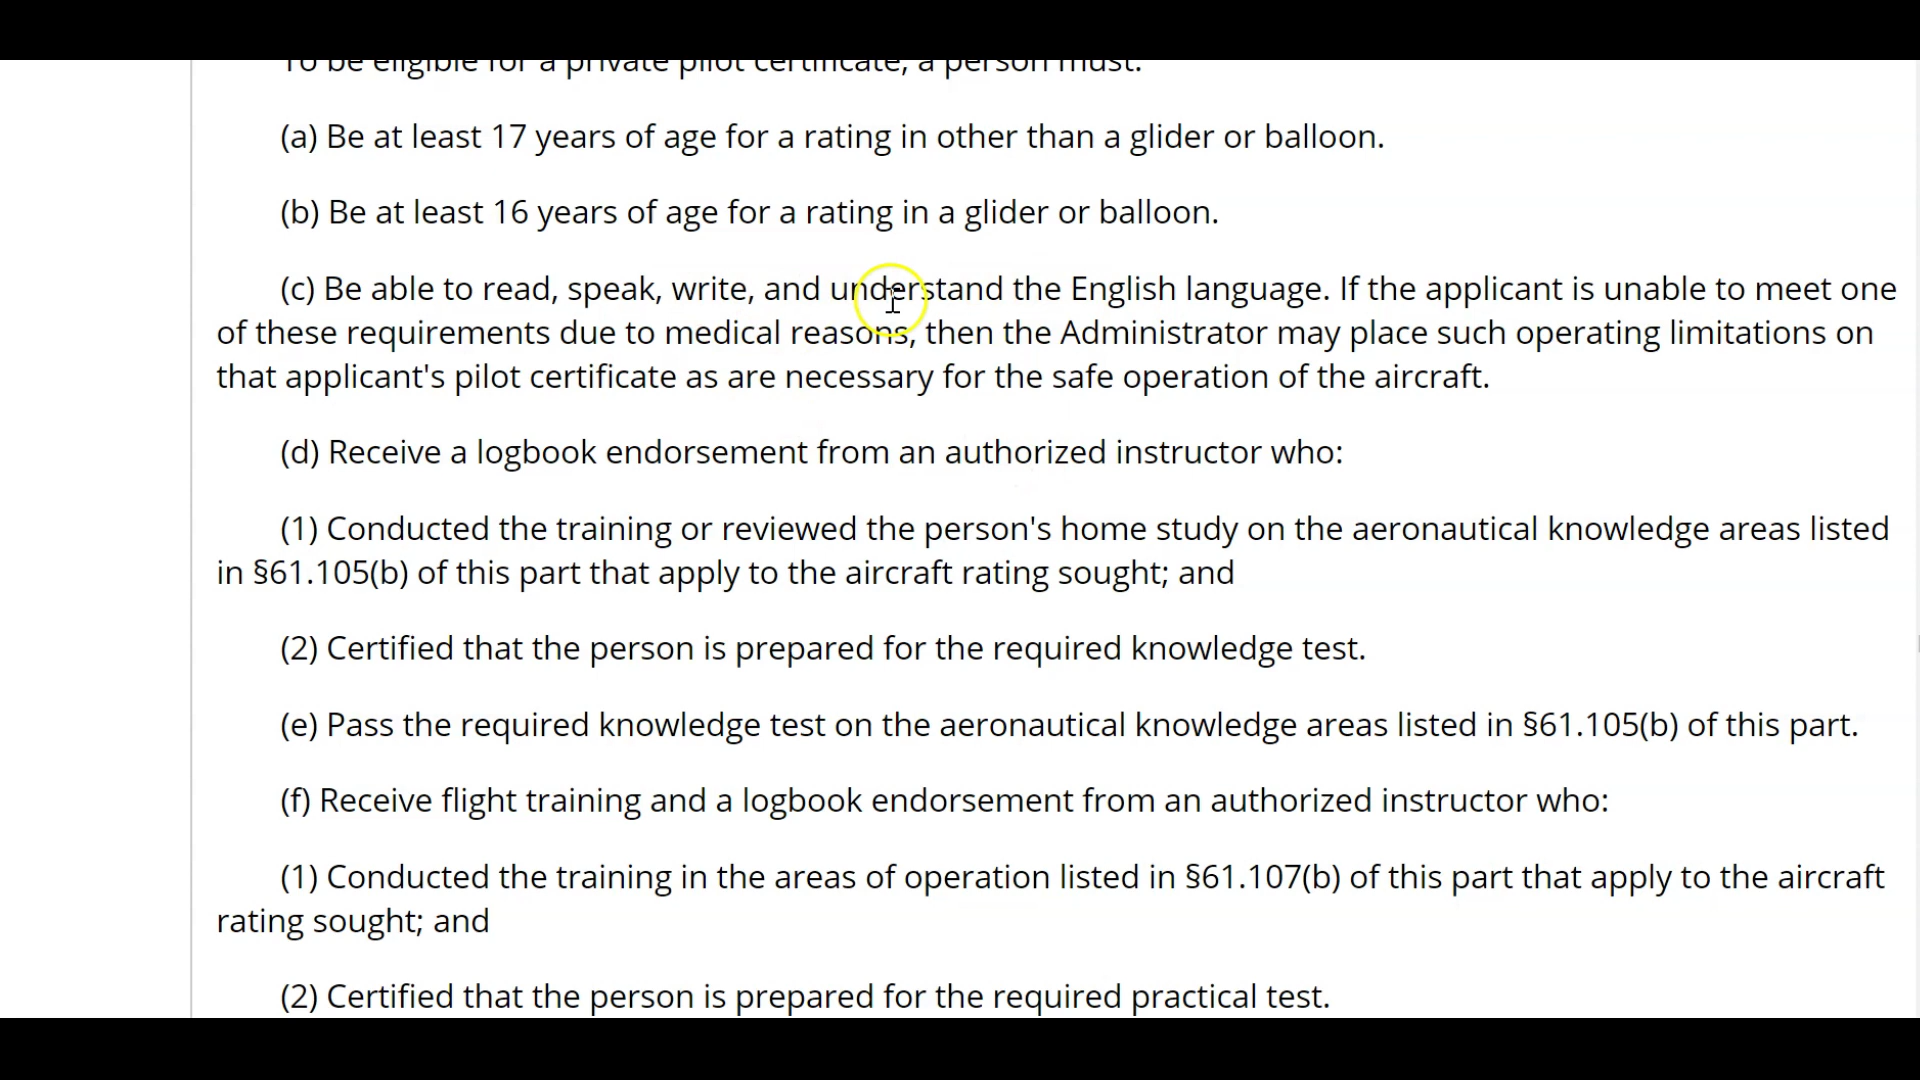 To be eligible for a private pilot certificate, a person must:
(a) Be at least 17 years of age for a rating in other than a glider or balloon.
(b) Be at least 16 years of age for a rating in a glider or balloon.
(c) Be able to read, speak, write, and understand the English language. If the applicant is unable to meet one
of these requirements due to medical reasons, then the Administrator may place such operating limitations on
that applicant's pilot certificate as are necessary for the safe operation of the aircraft.
(d) Receive a logbook endorsement from an authorized instructor who:
(1) Conducted the training or reviewed the person's home study on the aeronautical knowledge areas listed
in §61.105(b) of this part that apply to the aircraft rating sought; and
(2) Certified that the person is prepared for the required knowledge test.
(e) Pass the required knowledge test on the aeronautical knowledge areas listed in §61.105(b) of this part.
(f) Receive flight training and a logbook endorsement from an authorized instructor who:
(1) Conducted the training in the areas of operation listed in §61.107(b) of this part that apply to the aircraft
rating sought; and
(2) Certified that the person is prepared for the required practical test.